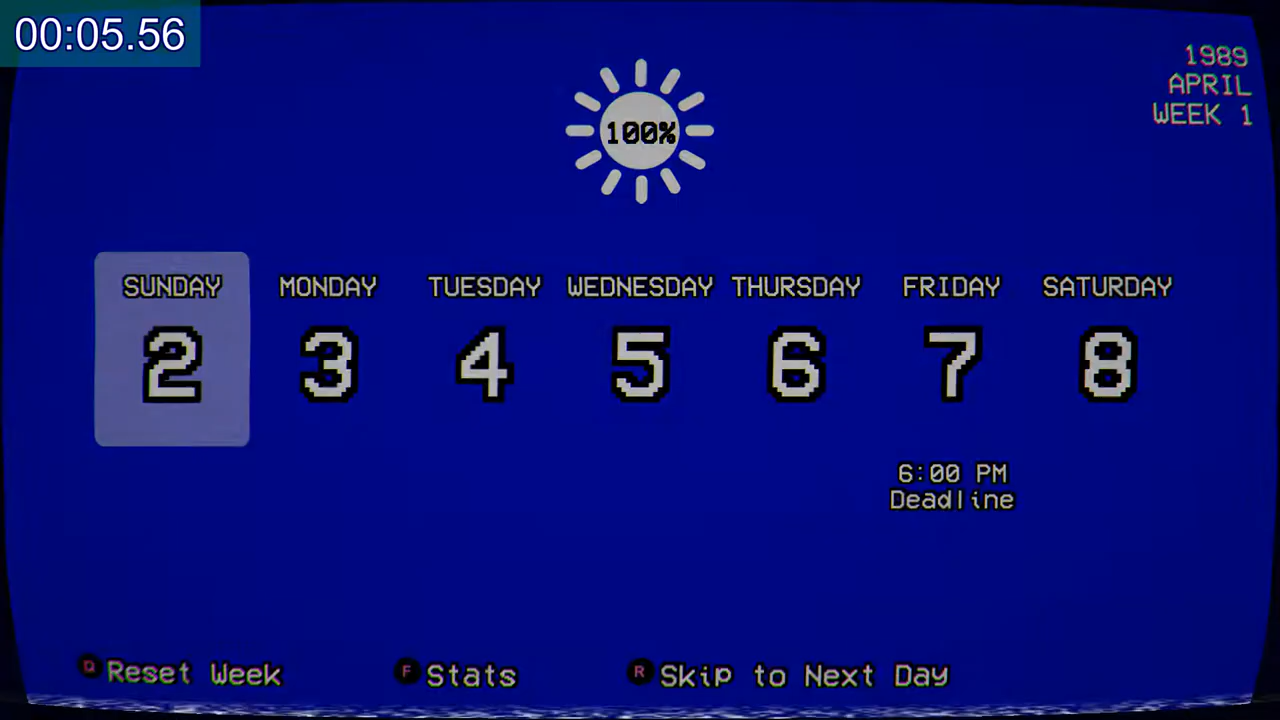 00:05.56
1989
APRIL
WEEK 1
100%
SUNDAY MONDAY TUESDAY WEDNESDAY THURSDAY FRIDAY SATURDAY
2 3 4 5 6 7 8
6:00 PM
Deadline
Q Reset Week F Stats R Skip to Next Day